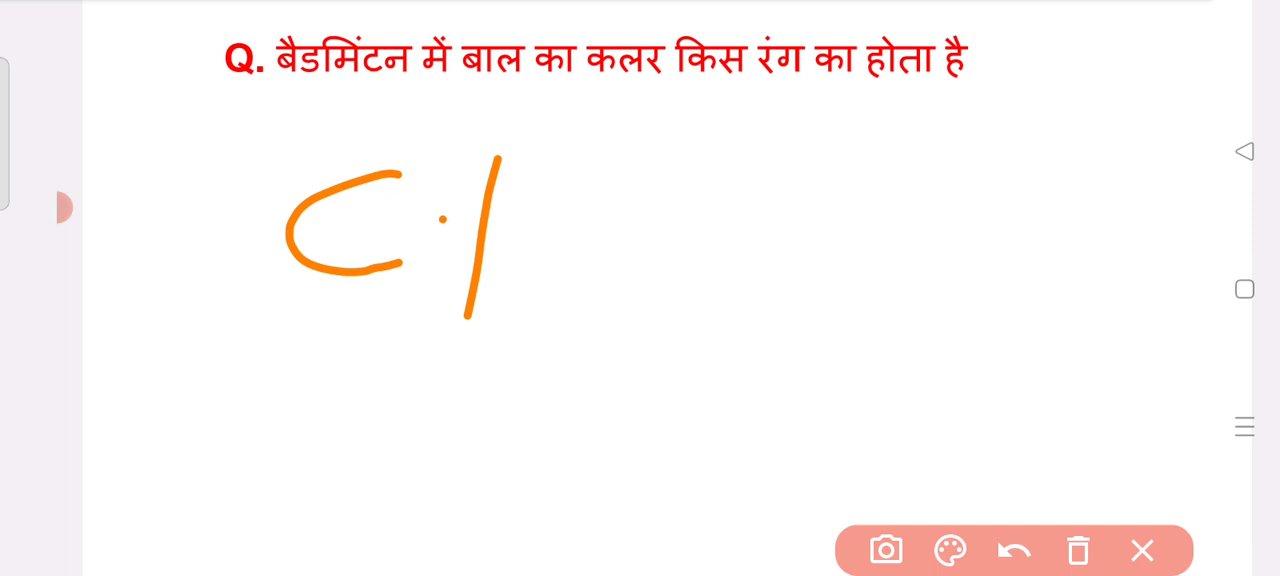 Q. बैडमिंटन में बाल का कलर किस रंग का होता है